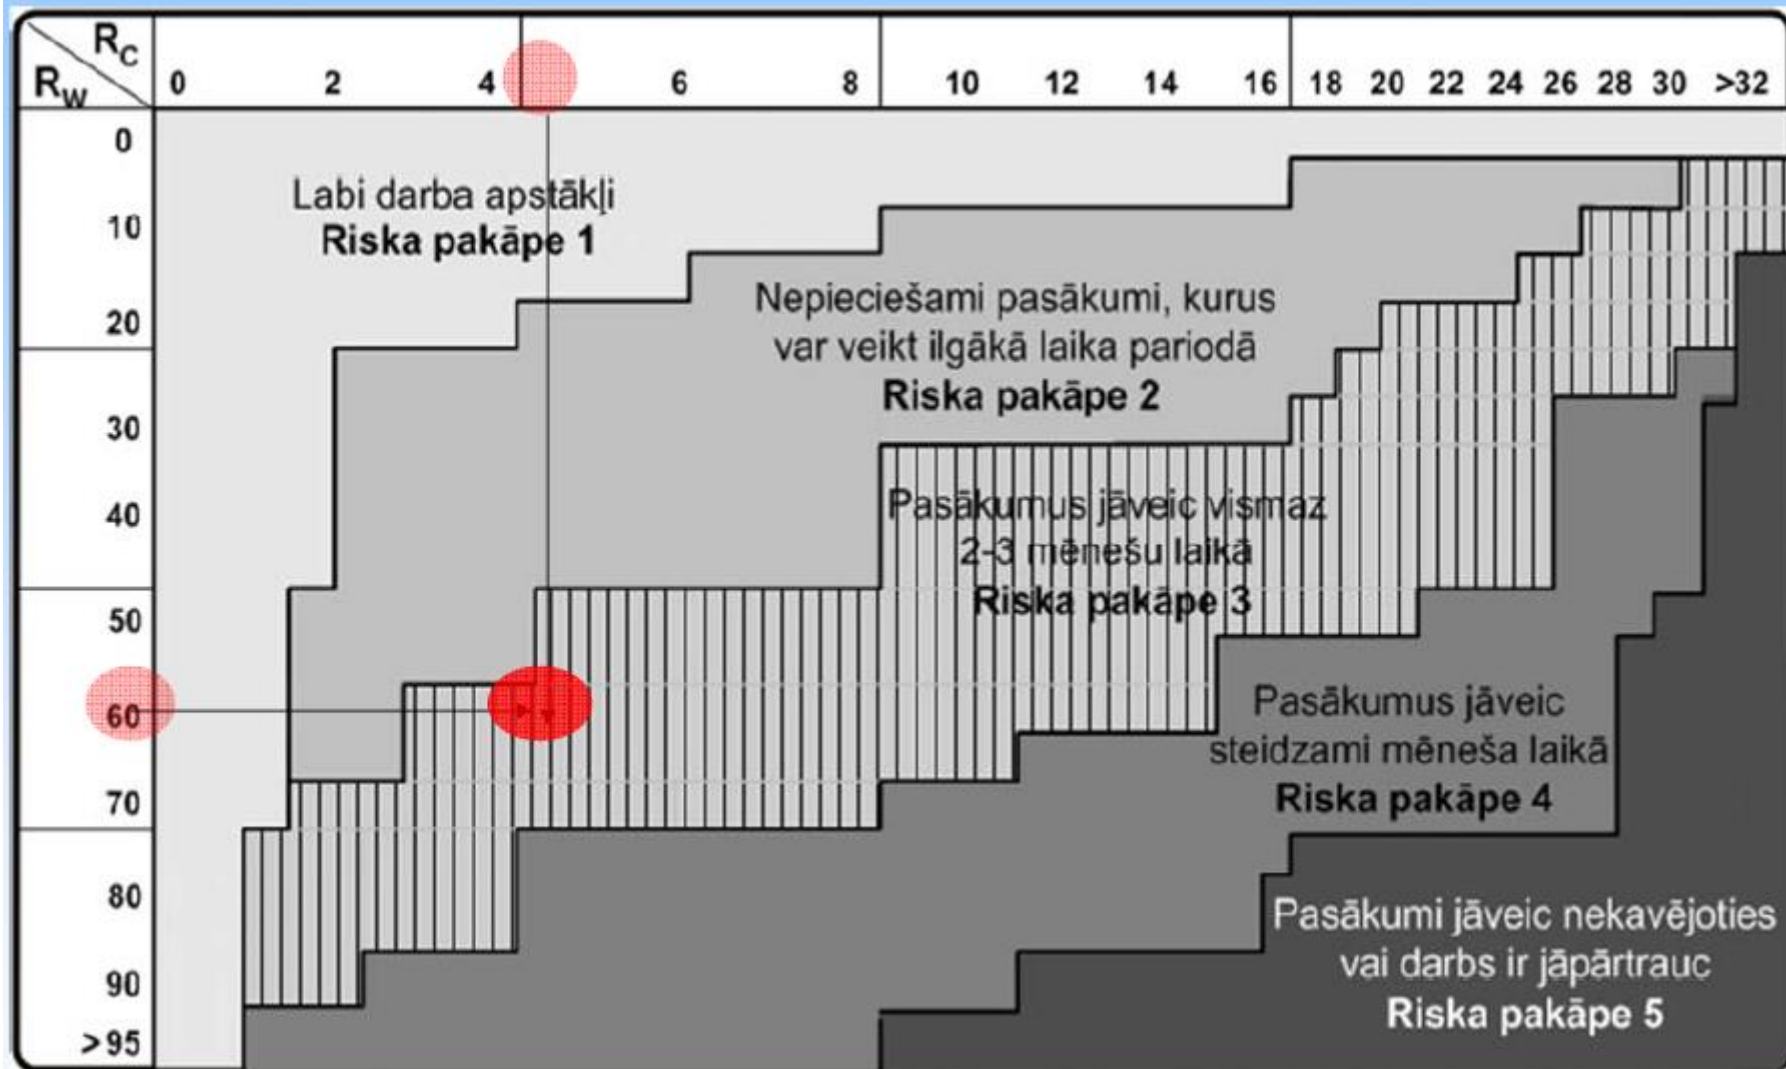 R_C
R_W 0 2 4 6 8 10 12 14 16 18 20 22 24 26 28 30 >32
0
Labi darba apstākļi
10
Riska pakāpe 1
Nepieciešami pasākumi, kurus
20
var veikt ilgākā laika pariodā
Riska pakāpe 2
30
Pasākumus jāveic vismaz
40
2-3 mēnešu laikā
Riska pakāpe 3
50
60
Pasākumus jāveic
steidzami mēneša laikā
70
Riska pakāpe 4
80
Pasākumi jāveic nekavējoties
vai darbs ir jāpārtrauc
90
Riska pakāpe 5
>95